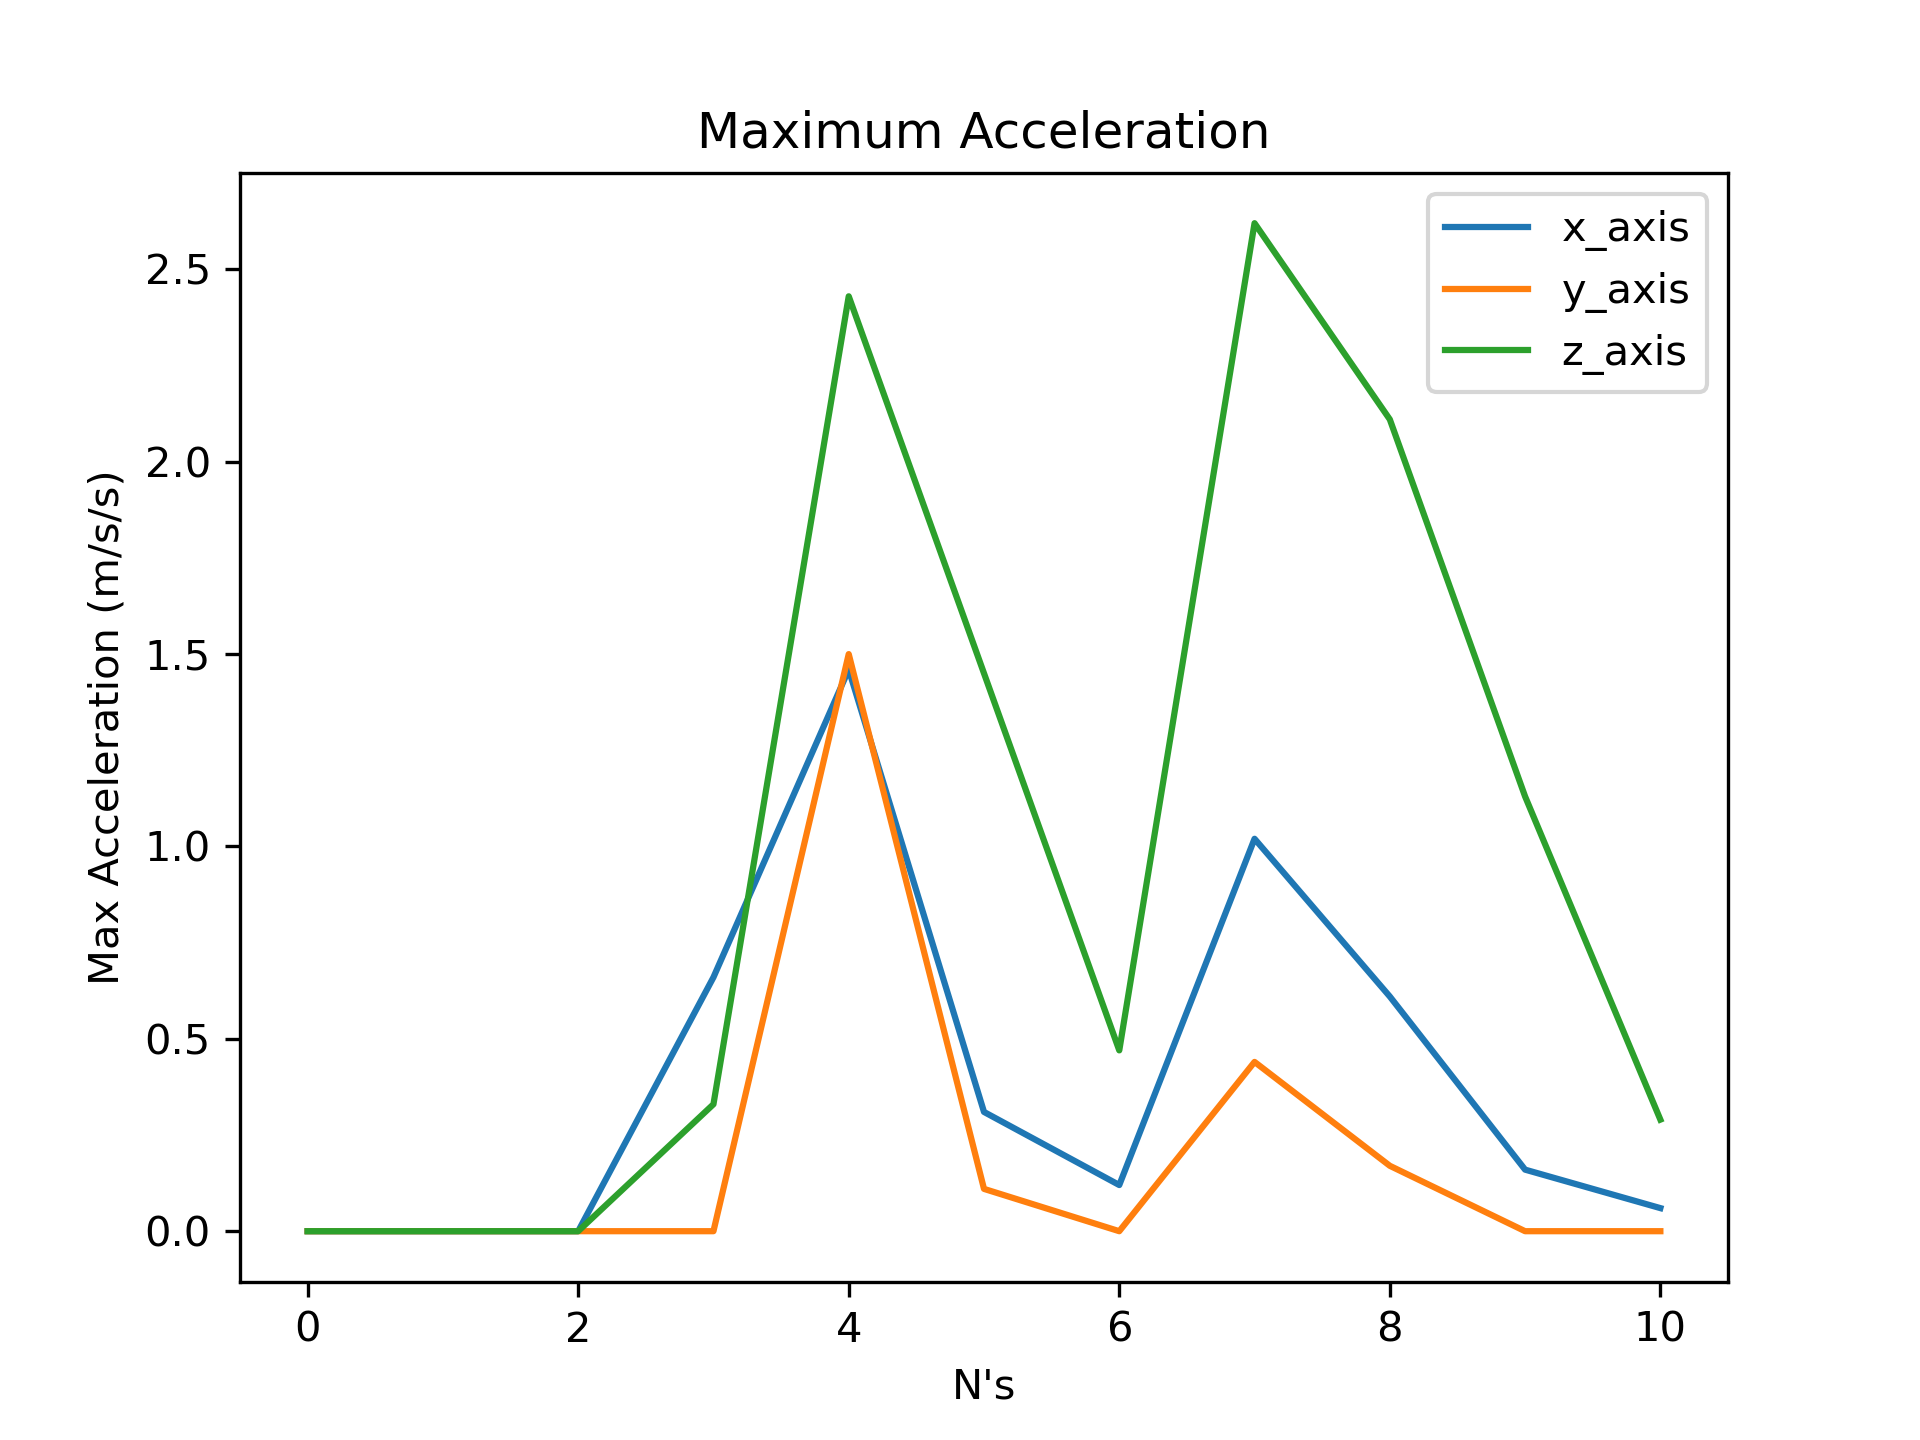 Maximum Acceleration
x_axis
y_axis
z_axis
Max Acceleration (m/s/s)
2.5
2.0
1.5
1.0
0.5
0.0
0 2 4 6 8 10
N's